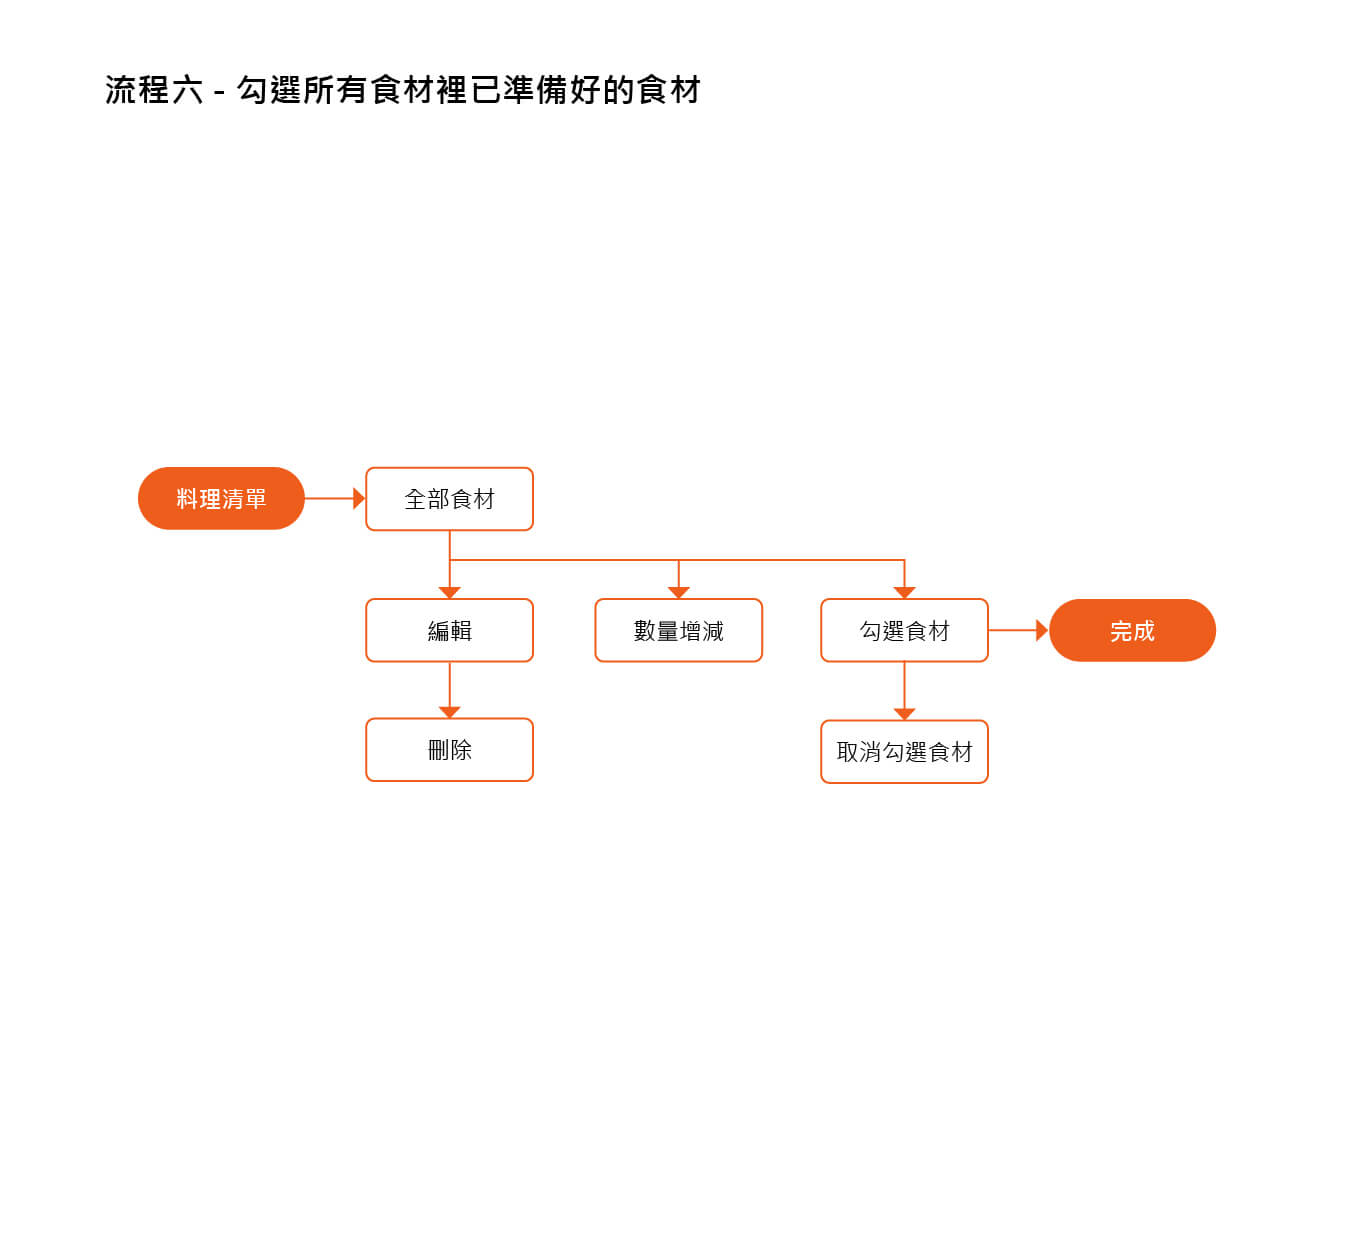 流程六 - 勾選所有食材裡已準備好的食材
料理清單
全部食材
編輯
數量增減
勾選食材
完成
刪除
取消勾選食材